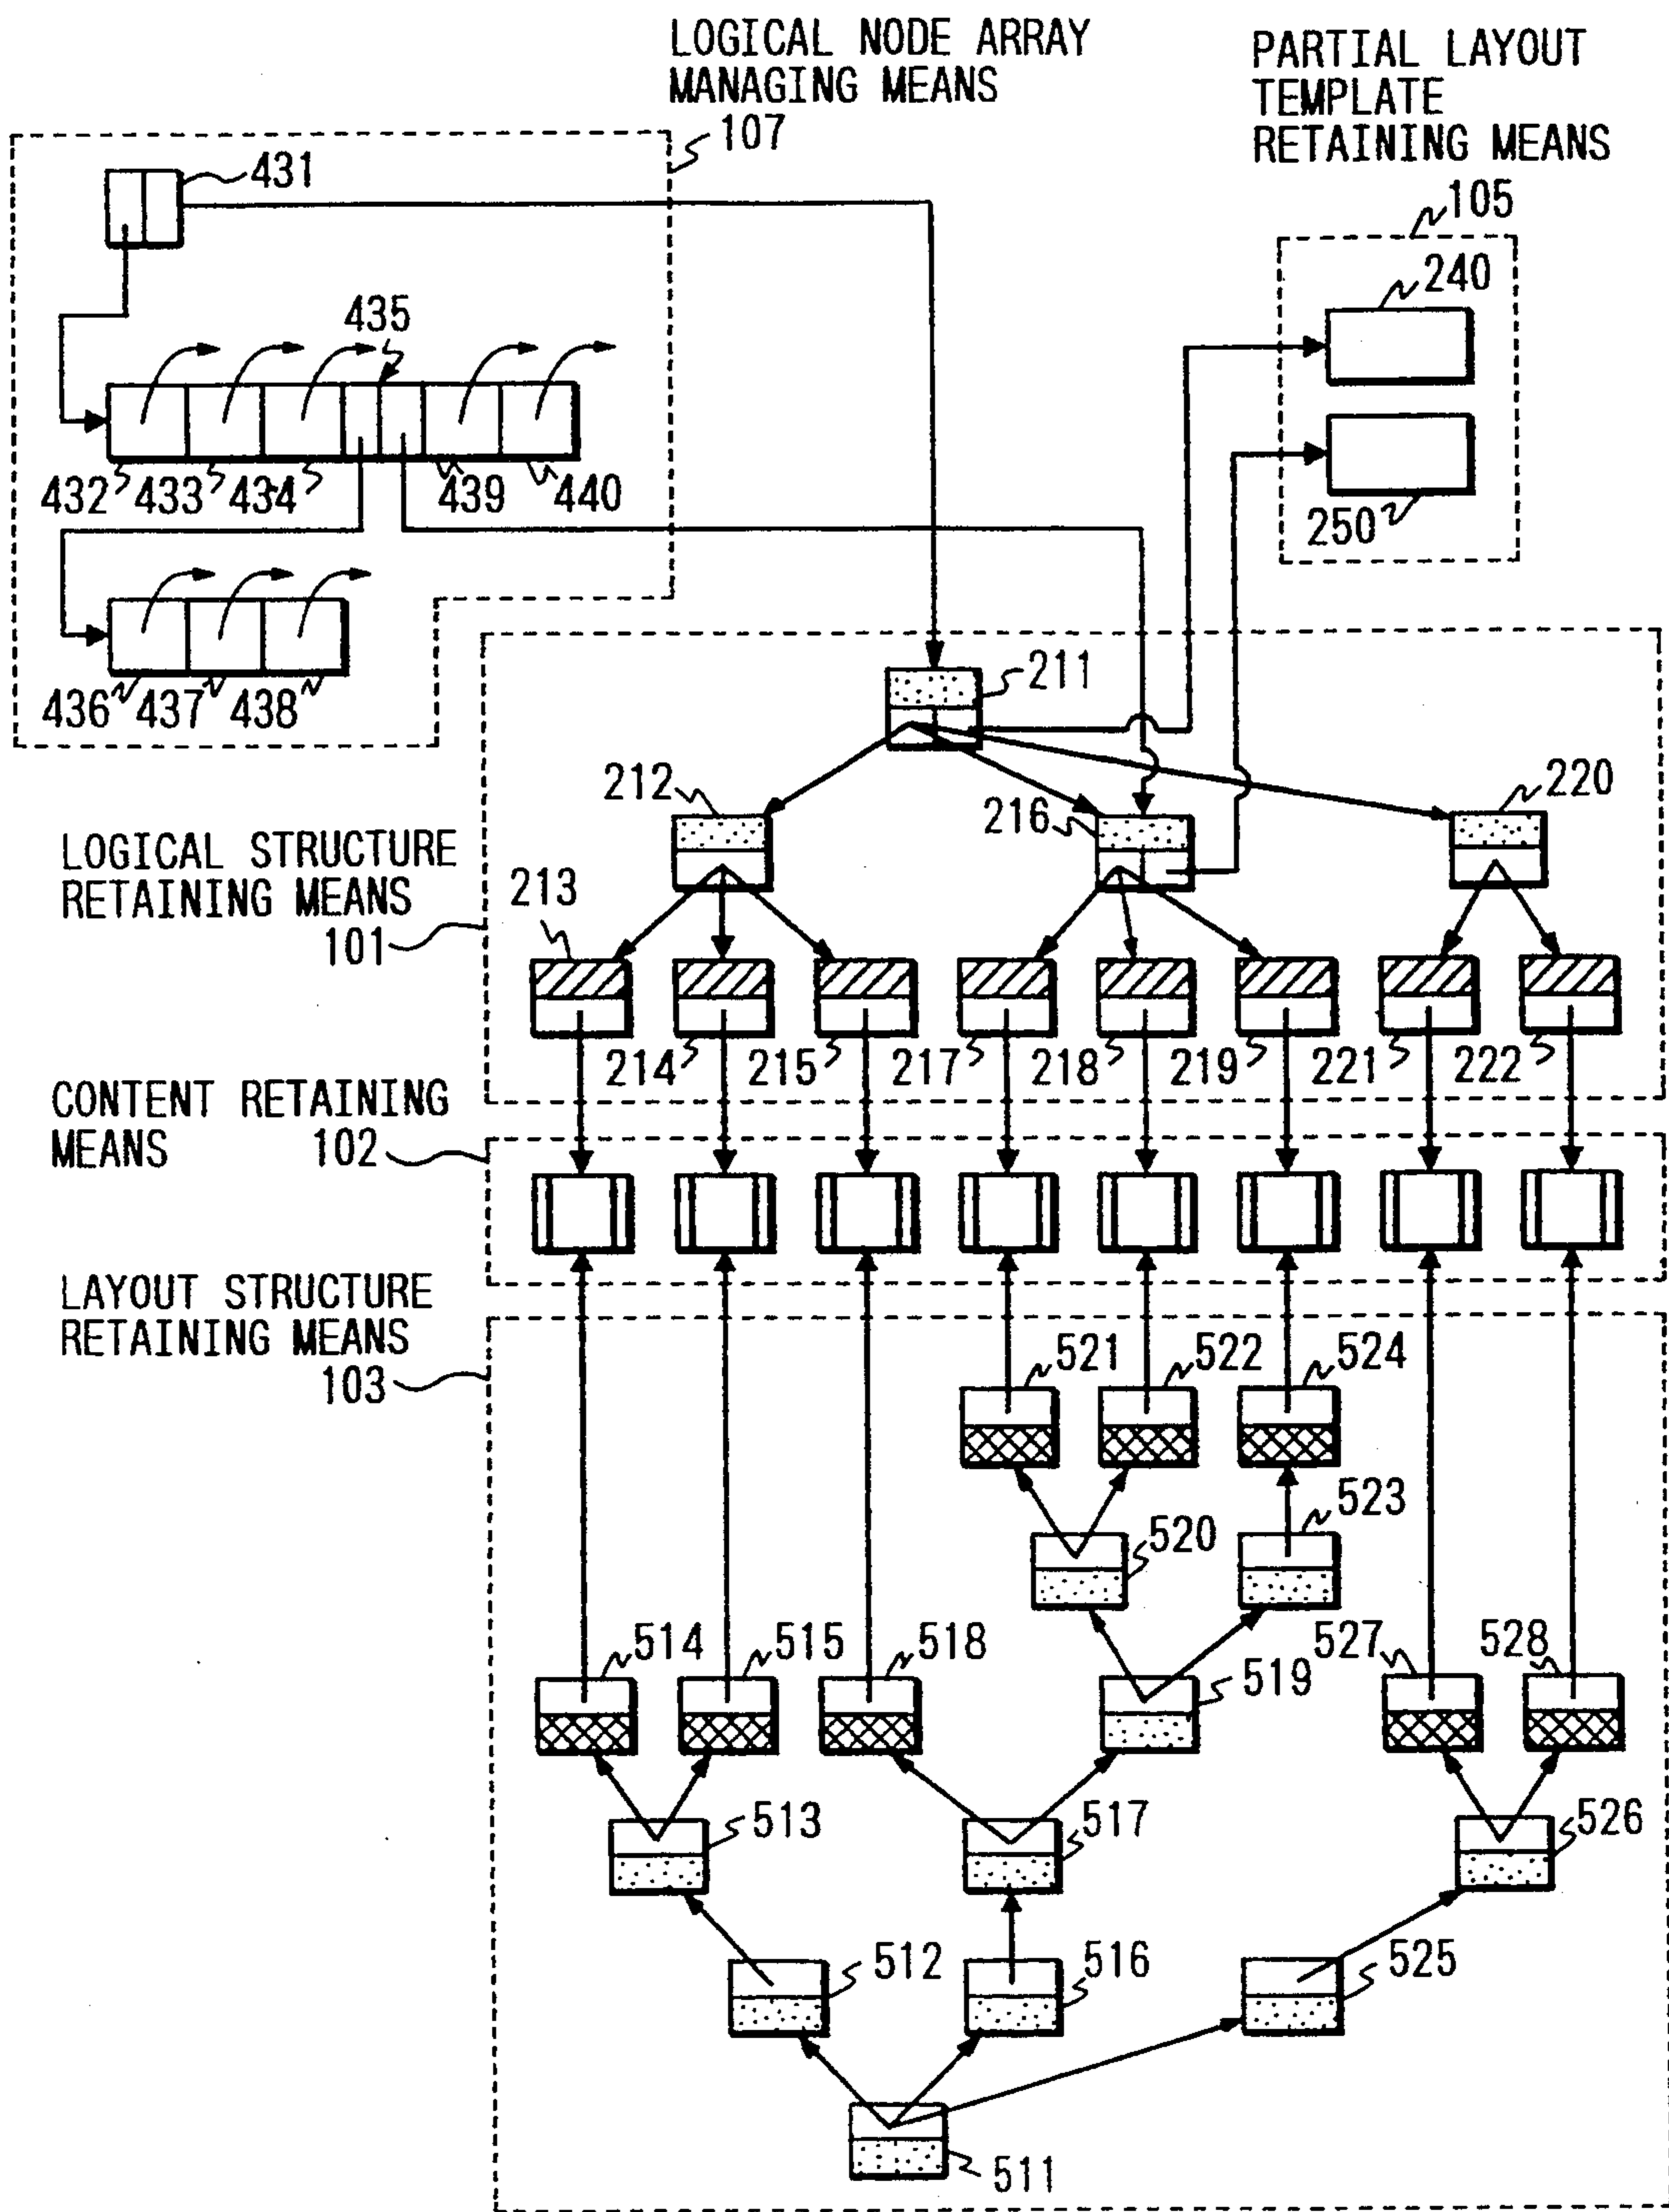 LOGICAL NODE ARRAY
MANAGING MEANS
107
PARTIAL LAYOUT
TEMPLATE
RETAINING MEANS
105
431
240
435
432 433 434 439 440
250
436 437 438
211
212
216
220
LOGICAL STRUCTURE
RETAINING MEANS
101
213
214 215 217 218 219 221 222
CONTENT RETAINING
MEANS 102
LAYOUT STRUCTURE
RETAINING MEANS
103
521 522 524
520 523
514 515 518 519 527 528
513 517 526
512 516 525
511